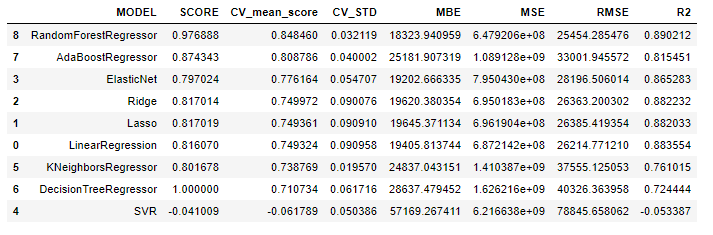 MODEL SCORE CV_mean_score CV_STD MBE MSE RMSE R2
8 RandomForestRegressor 0.976888 0.848460 0.032119 18323.940959 6.479206e+08 25454.285476 0.890212
7 AdaBoostRegressor 0.874343 0.808786 0.040002 25181.907319 1.089128e+09 33001.945572 0.815451
3 ElasticNet 0.797024 0.776164 0.054707 19202.666335 7.950430e+08 28196.506014 0.865283
2 Ridge 0.817014 0.749972 0.090076 19620.380354 6.950183e+08 26363.200302 0.882232
1 Lasso 0.817019 0.749361 0.090910 19645.371134 6.961904e+08 26385.419354 0.882033
0 LinearRegression 0.816070 0.749324 0.090958 19405.813744 6.872142e+08 26214.771210 0.883554
5 KNeighborsRegressor 0.801678 0.738769 0.019570 24837.043151 1.410387e+09 37555.125053 0.761015
6 DecisionTreeRegressor 1.000000 0.710734 0.061716 28637.479452 1.626216e+09 40326.363958 0.724444
4 SVR -0.041009 -0.061789 0.050386 57169.267411 6.216638e+09 78845.658062 -0.053387